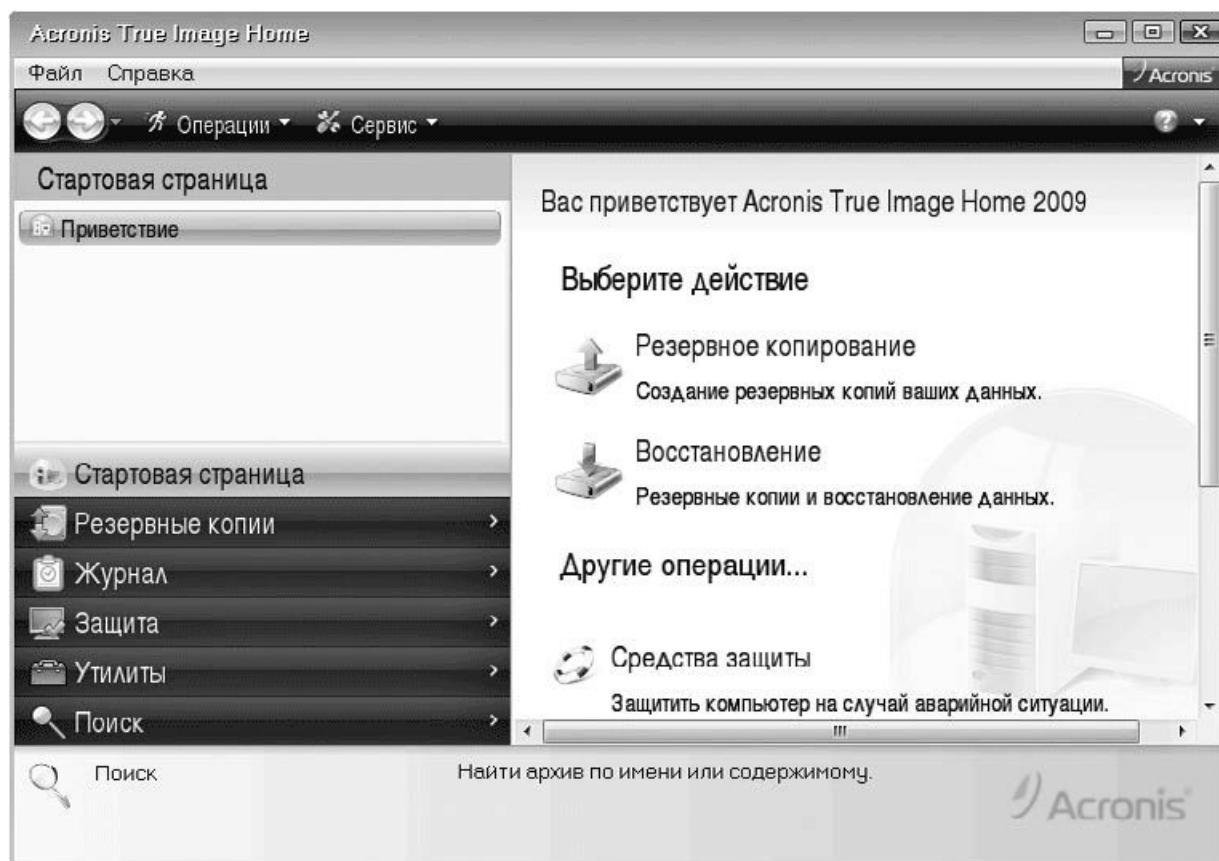 Acronis True Image Home
Файл Справка
Acronis
Операции Сервис
Стартовая страница
Приветствие
Стартовая страница
Резервные копии
Журнал
Защита
Утилиты
Поиск
Вас приветствует Acronis True Image Home 2009
Выберите действие
Резервное копирование
Создание резервных копий ваших данных.
Восстановление
Резервные копии и восстановление данных.
Другие операции...
Средства защиты
Защитить компьютер на случай аварийной ситуации.
Поиск Найти архив по имени или содержимому.
Acronis